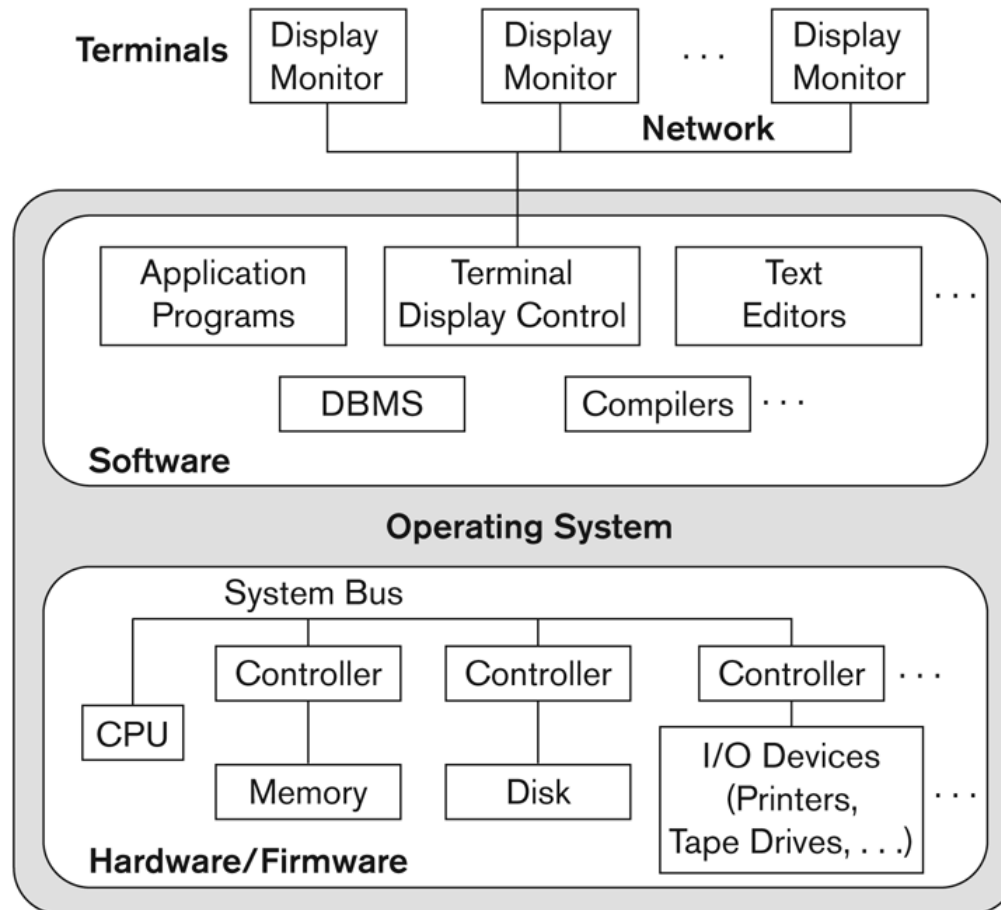 Terminals
Display
Monitor
Display
Monitor
. . .
Display
Monitor
Network
Application
Programs
Terminal
Display Control
Text
Editors
. . .
DBMS
Compilers
. . .
Software
Operating System
System Bus
Controller
Controller
Controller
. . .
CPU
Memory
Disk
I/O Devices
(Printers,
Tape Drives, . . .)
. . .
Hardware/Firmware